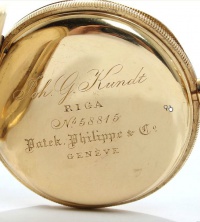 Joh. G. Kundt
RIGA
No 58815
Patek, Philippe & Co.
GENÈVE